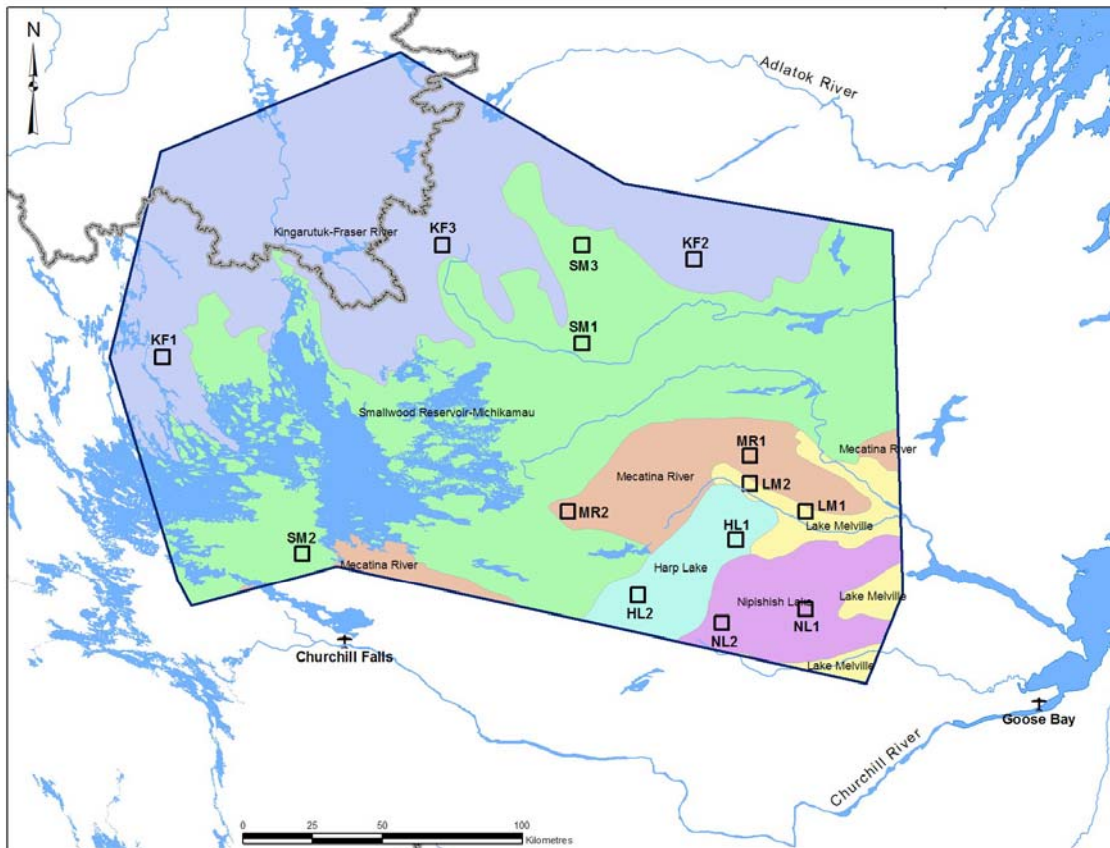 N
Adlatok River
Kingarutuk-Fraser River
KF3
KF2
SM3
SM1
KF1
Smallwood Reservoir-Michikamau
MR1
Mecatina River
Mecatina River
LM2
MR2
LM1
Lake Melville
HL1
SM2
Mecatina River
Harp Lake
HL2
Nipishish Lake
Lake Melville
NL1
NL2
Churchill Falls
Lake Melville
Goose Bay
Churchill River
0 25 50 100
Kilometres